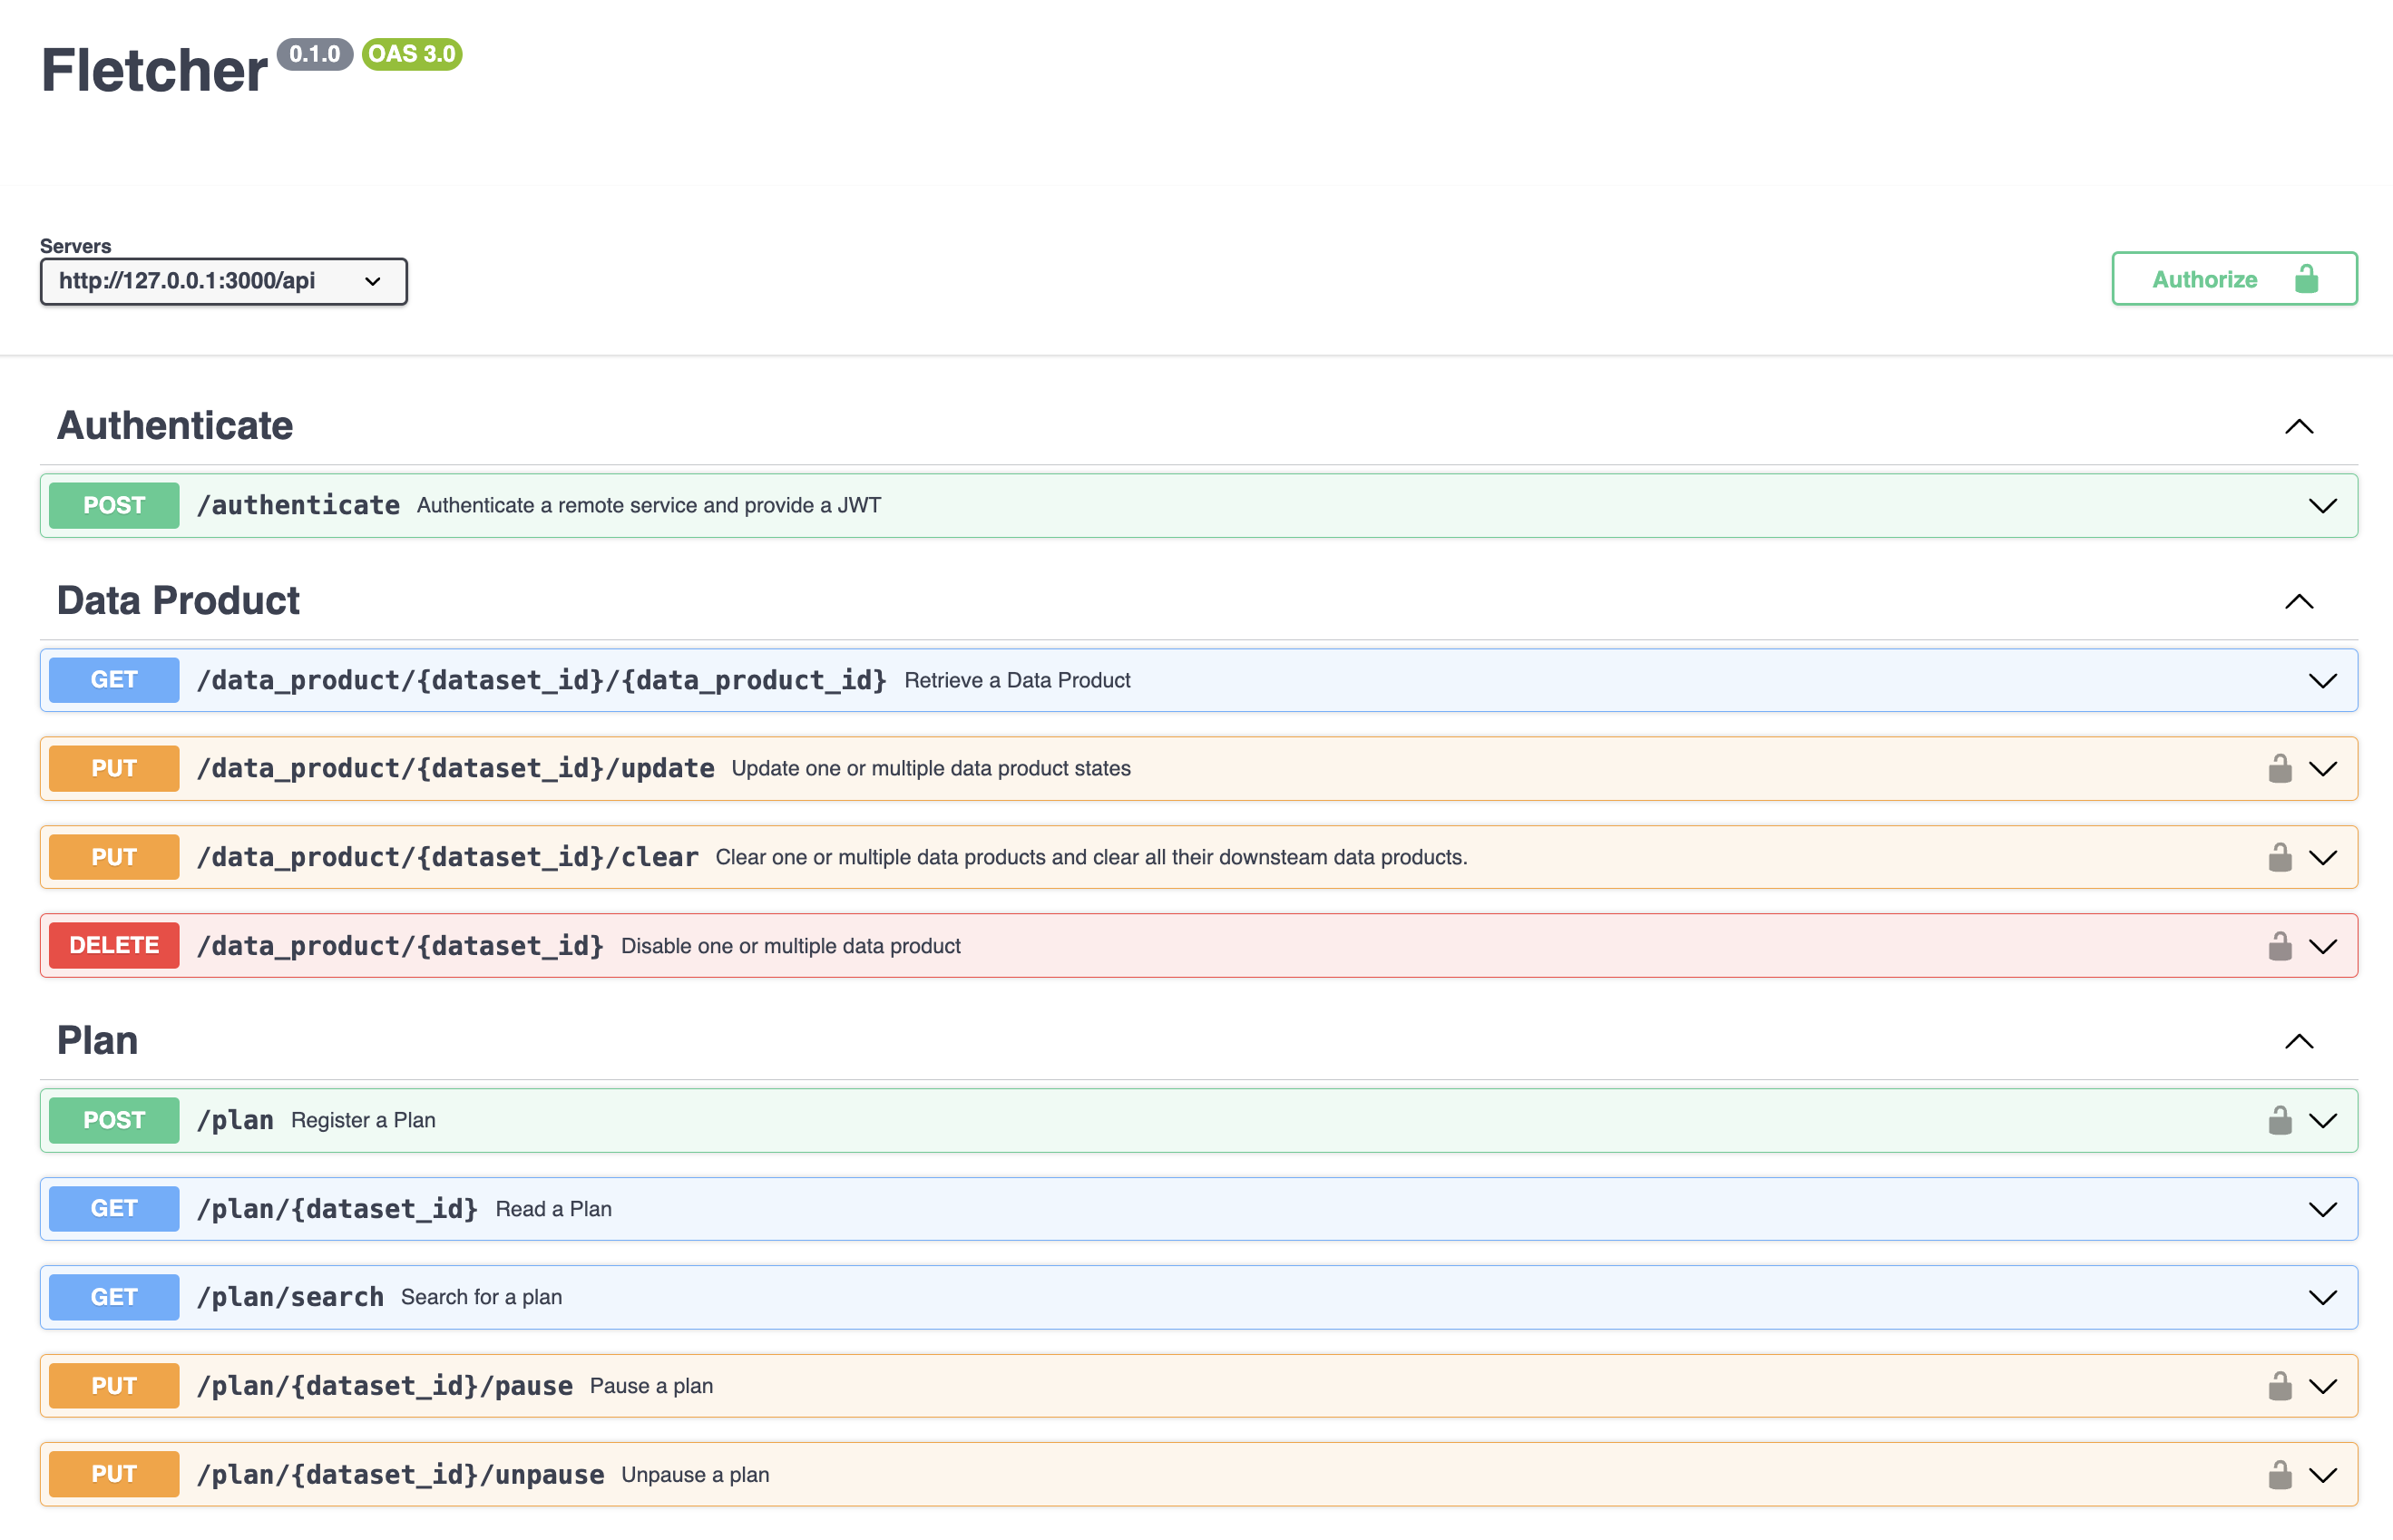 Fletcher 0.1.0 OAS 3.0
Servers
http://127.0.0.1:3000/api
Authorize
Authenticate
POST /authenticate Authenticate a remote service and provide a JWT
Data Product
GET /data_product/{dataset_id}/{data_product_id} Retrieve a Data Product
PUT /data_product/{dataset_id}/update Update one or multiple data product states
PUT /data_product/{dataset_id}/clear Clear one or multiple data products and clear all their downsteam data products.
DELETE /data_product/{dataset_id} Disable one or multiple data product
Plan
POST /plan Register a Plan
GET /plan/{dataset_id} Read a Plan
GET /plan/search Search for a plan
PUT /plan/{dataset_id}/pause Pause a plan
PUT /plan/{dataset_id}/unpause Unpause a plan